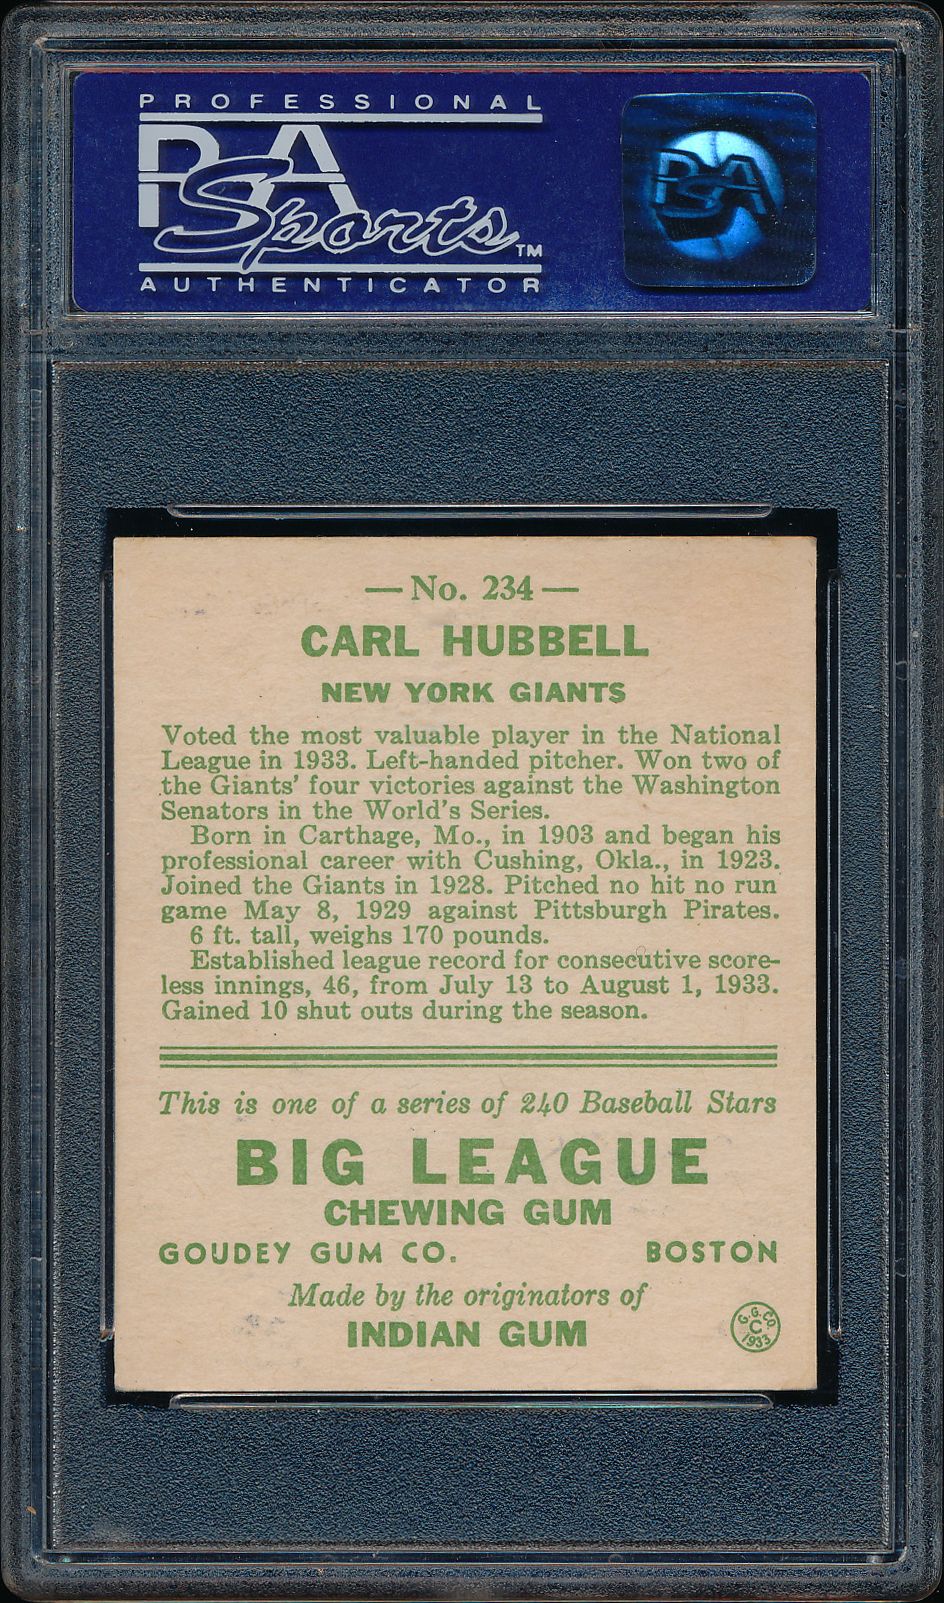 PROFESSIONAL
PSA
Sports™
AUTHENTICATOR
PSA
—No. 234—
CARL HUBBELL
NEW YORK GIANTS
Voted the most valuable player in the National
League in 1933. Left-handed pitcher. Won two of
the Giants' four victories against the Washington
Senators in the World's Series.
Born in Carthage, Mo., in 1903 and began his
professional career with Cushing, Okla., in 1923.
Joined the Giants in 1928. Pitched no hit no run
game May 8, 1929 against Pittsburgh Pirates.
6 ft. tall, weighs 170 pounds.
Established league record for consecutive score-
less innings, 46, from July 13 to August 1, 1933.
Gained 10 shut outs during the season.
This is one of a series of 240 Baseball Stars
BIG LEAGUE
CHEWING GUM
GOUDEY GUM CO. BOSTON
Made by the originators of
INDIAN GUM
G.G.CO.
C
1933